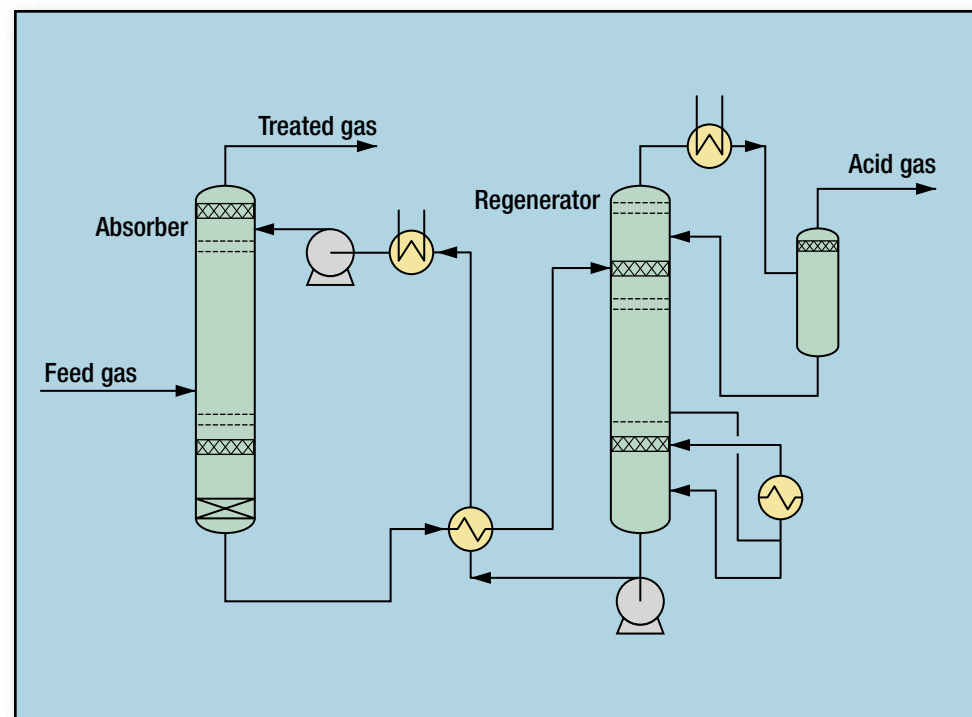 Treated gas
Acid gas
Regenerator
Absorber
Feed gas